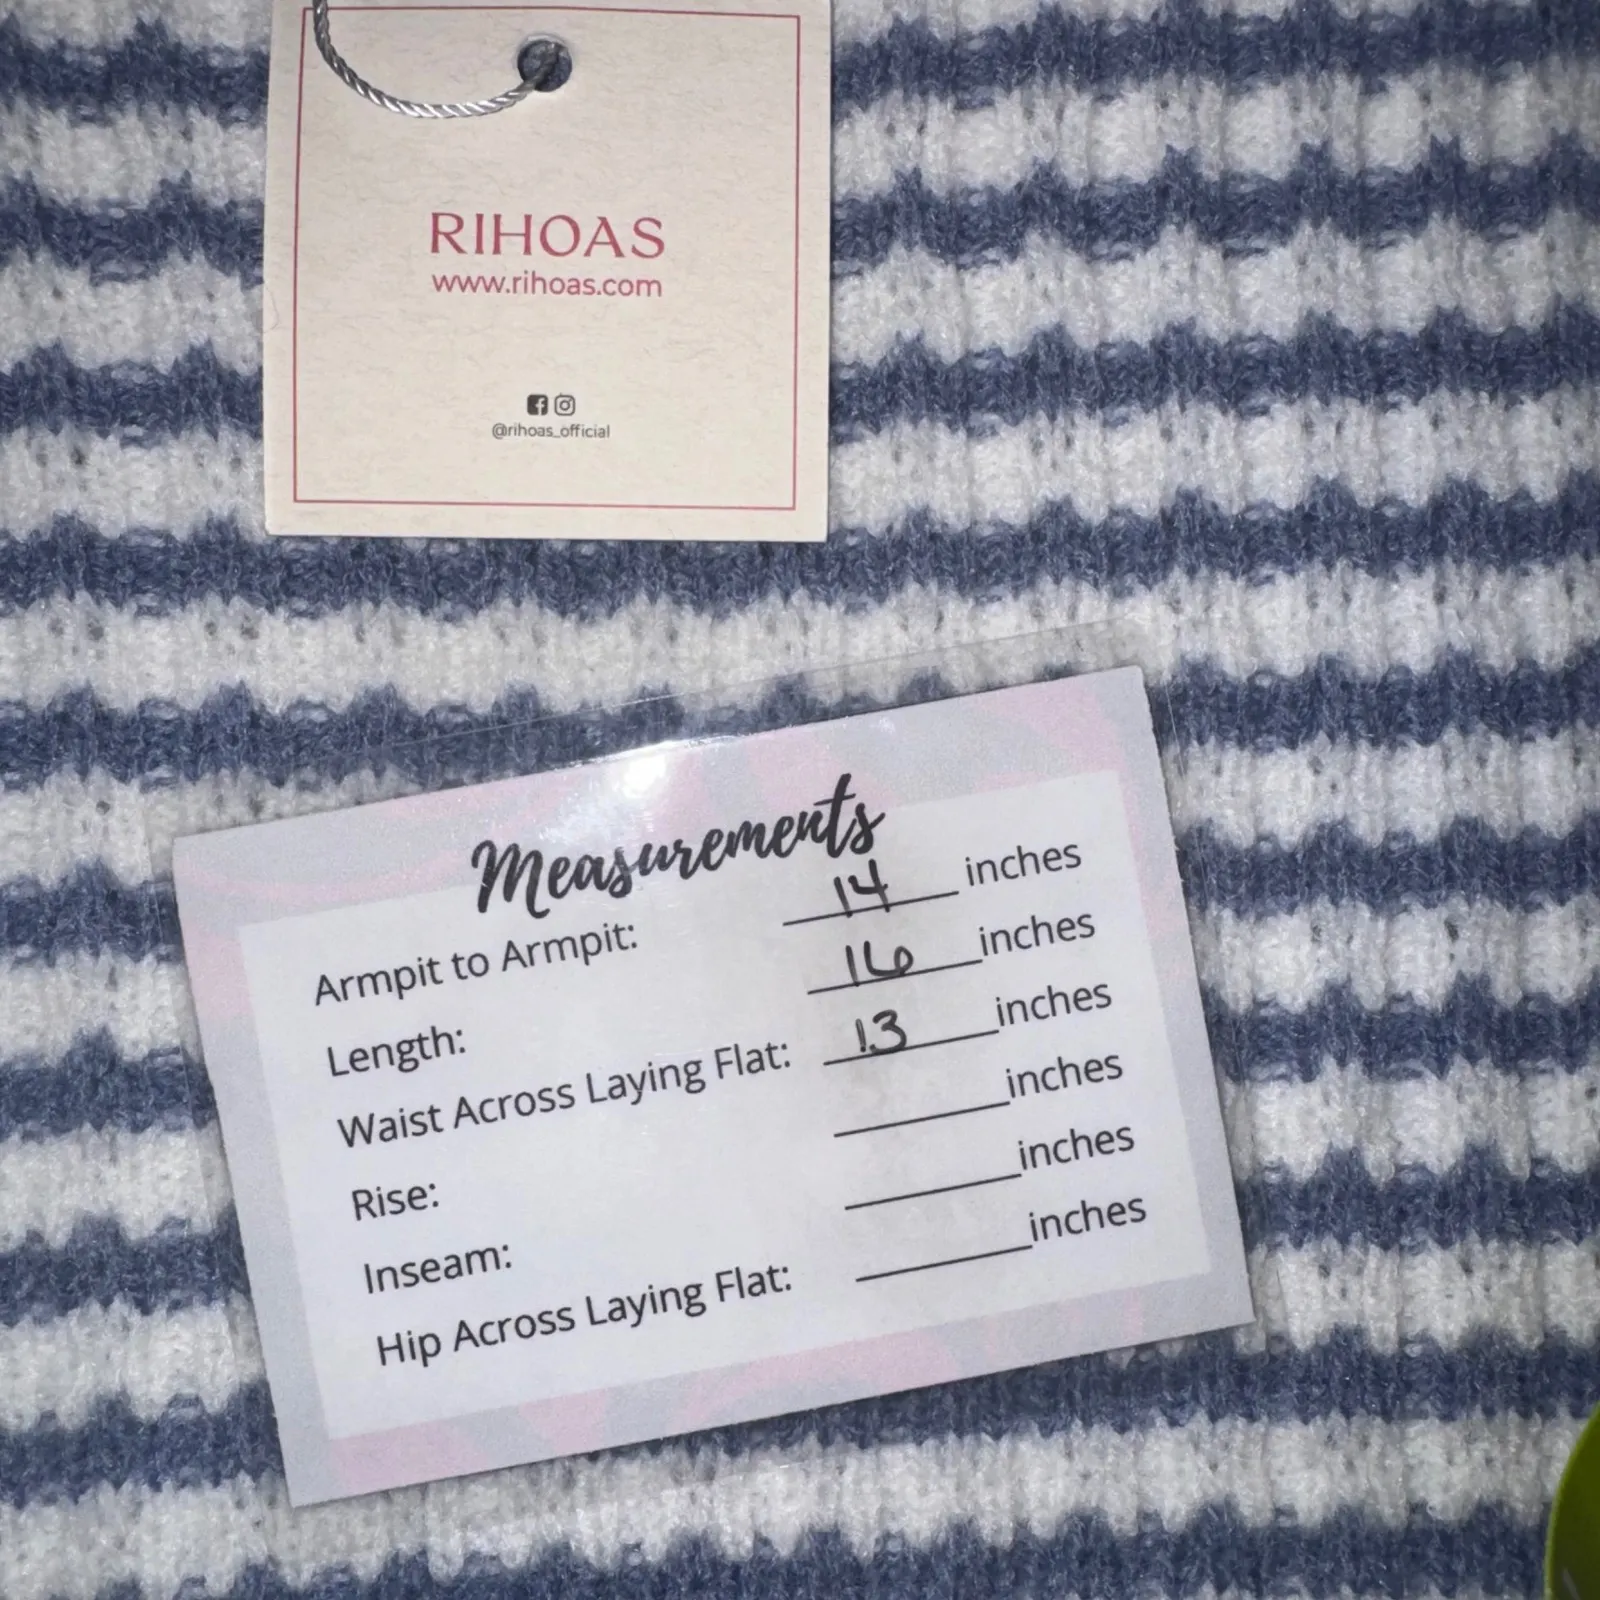 RIHOAS
www.rihoas.com
@rihoas_official
Measurements
Armpit to Armpit: 14 inches
Length: 16 inches
Waist Across Laying Flat: 13 inches
Rise: inches
Inseam: inches
Hip Across Laying Flat: inches